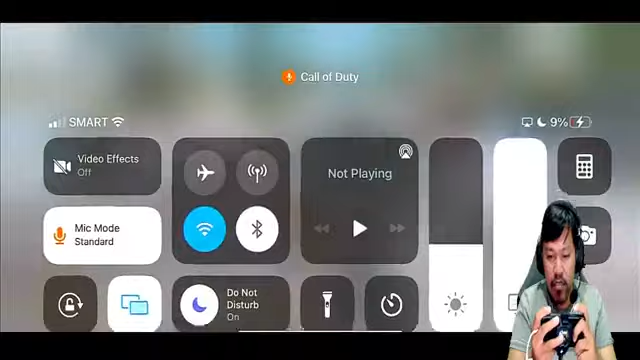 Call of Duty
SMART
9%
Video Effects
Off
Not Playing
Mic Mode
Standard
Do Not
Disturb
On